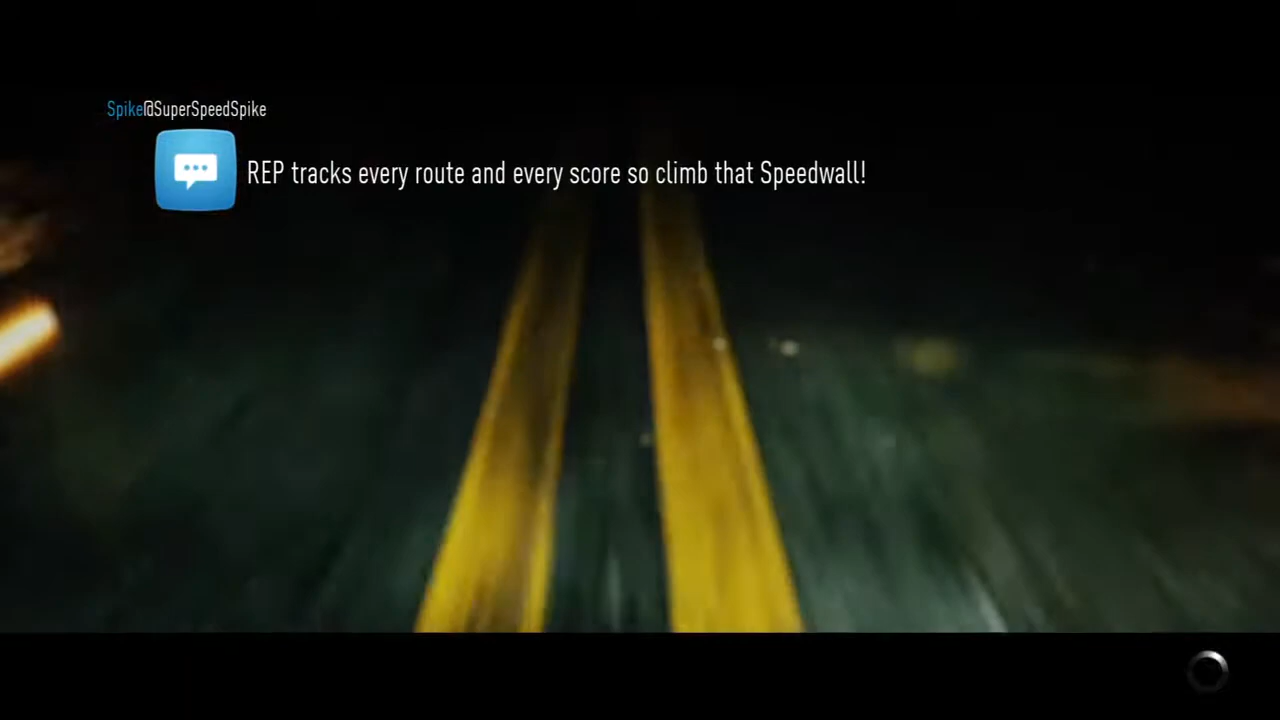 Spike@SuperSpeedSpike
REP tracks every route and every score so climb that Speedwall!